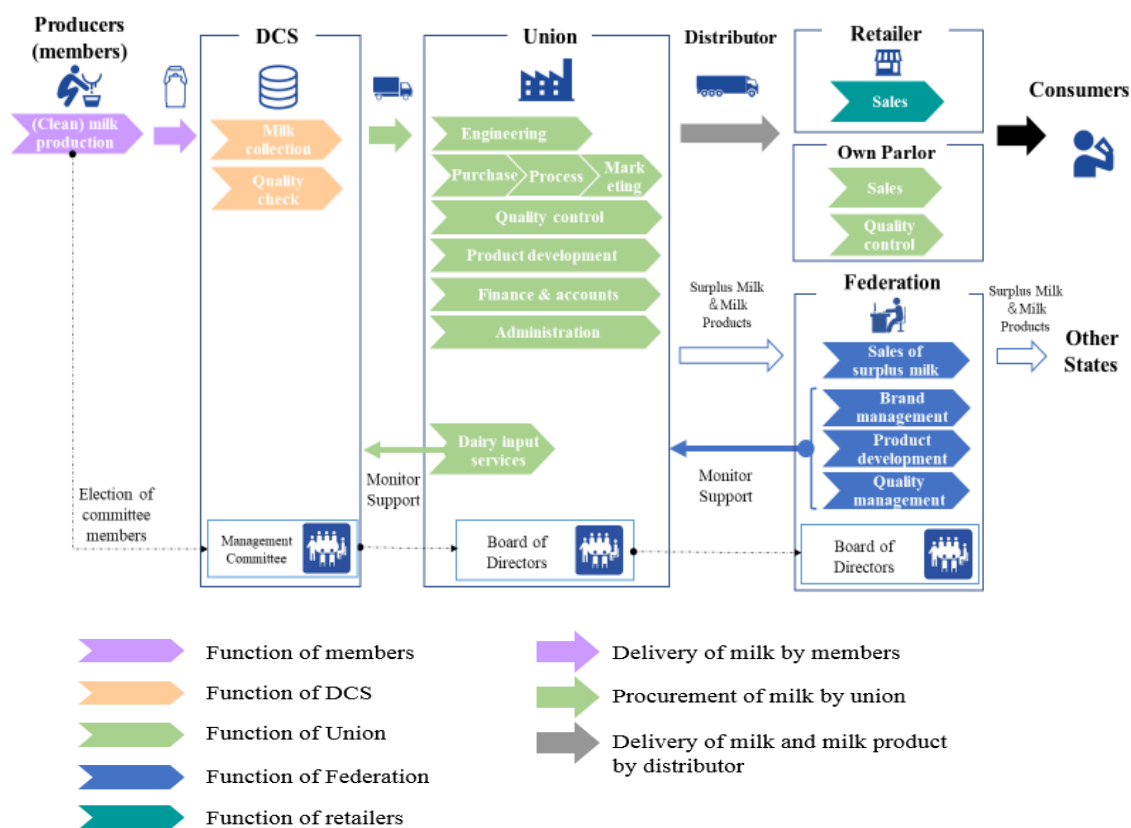 Producers
(members)
(Clean) milk
production
DCS
Milk
collection
Quality
check
Union
Engineering
Purchase
Process
Mark
eting
Quality control
Product development
Finance & accounts
Administration
Dairy input
services
Distributor
Retailer
Sales
Own Parlor
Sales
Quality
control
Consumers
Surplus Milk
& Milk
Products
Federation
Sales of
surplus milk
Brand
management
Product
development
Quality
management
Surplus Milk
& Milk
Products
Other
States
Monitor
Support
Monitor
Support
Election of
committee
members
Management
Committee
Board of
Directors
Board of
Directors
Function of members
Function of DCS
Function of Union
Function of Federation
Function of retailers
Delivery of milk by members
Procurement of milk by union
Delivery of milk and milk product
by distributor